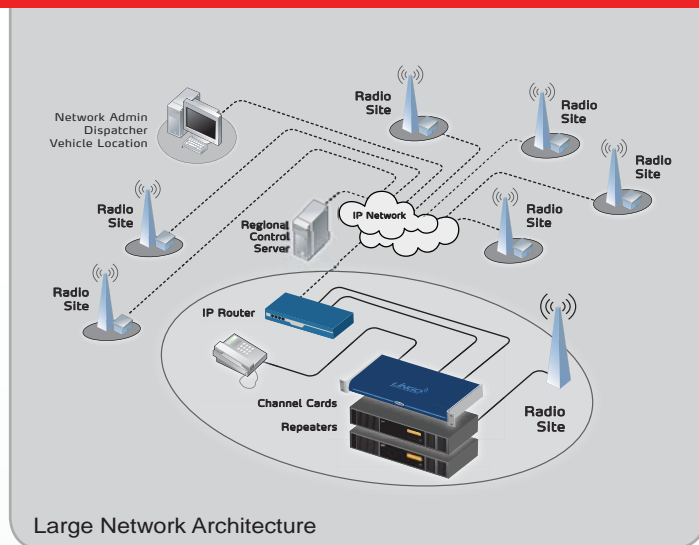 Network Admin
Dispatcher
Vehicle Location
Radio
Site
Radio
Site
Radio
Site
Radio
Site
Radio
Site
Radio
Site
Regional
Control
Server
IP Network
IP Router
Channel Cards
Repeaters
LINGO
Radio
Site
Large Network Architecture